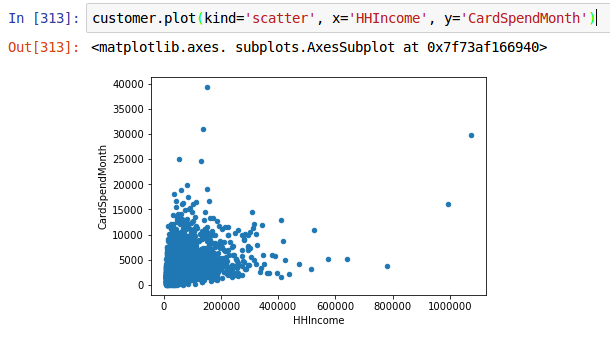 In [313]: customer.plot(kind='scatter', x='HHIncome', y='CardSpendMonth')
Out[313]: <matplotlib.axes. subplots.AxesSubplot at 0x7f73af166940>
40000
35000
30000
25000
20000
15000
10000
5000
0
CardSpendMonth
0 200000 400000 600000 800000 1000000
HHIncome